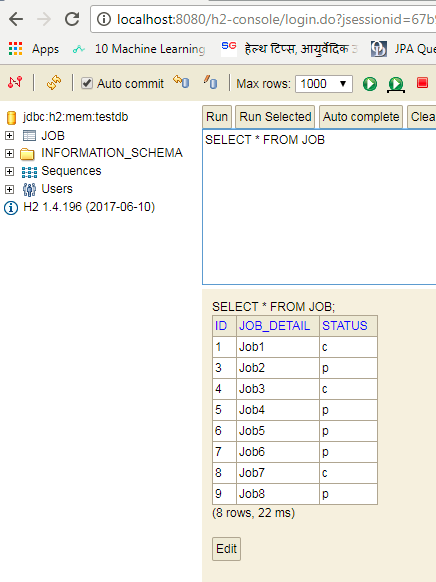 localhost:8080/h2-console/login.do?jsessionid=67b
Apps
10 Machine Learning
SG हेल्थ टिप्स, आयुर्वेदिक
JPA Que
Auto commit
Max rows: 1000
jdbc:h2:mem:testdb
JOB
INFORMATION_SCHEMA
Sequences
Users
H2 1.4.196 (2017-06-10)
Run Run Selected Auto complete Clea
SELECT * FROM JOB
SELECT * FROM JOB;
ID JOB_DETAIL STATUS
1 Job1 c
3 Job2 p
4 Job3 c
5 Job4 p
6 Job5 p
7 Job6 p
8 Job7 c
9 Job8 p
(8 rows, 22 ms)
Edit